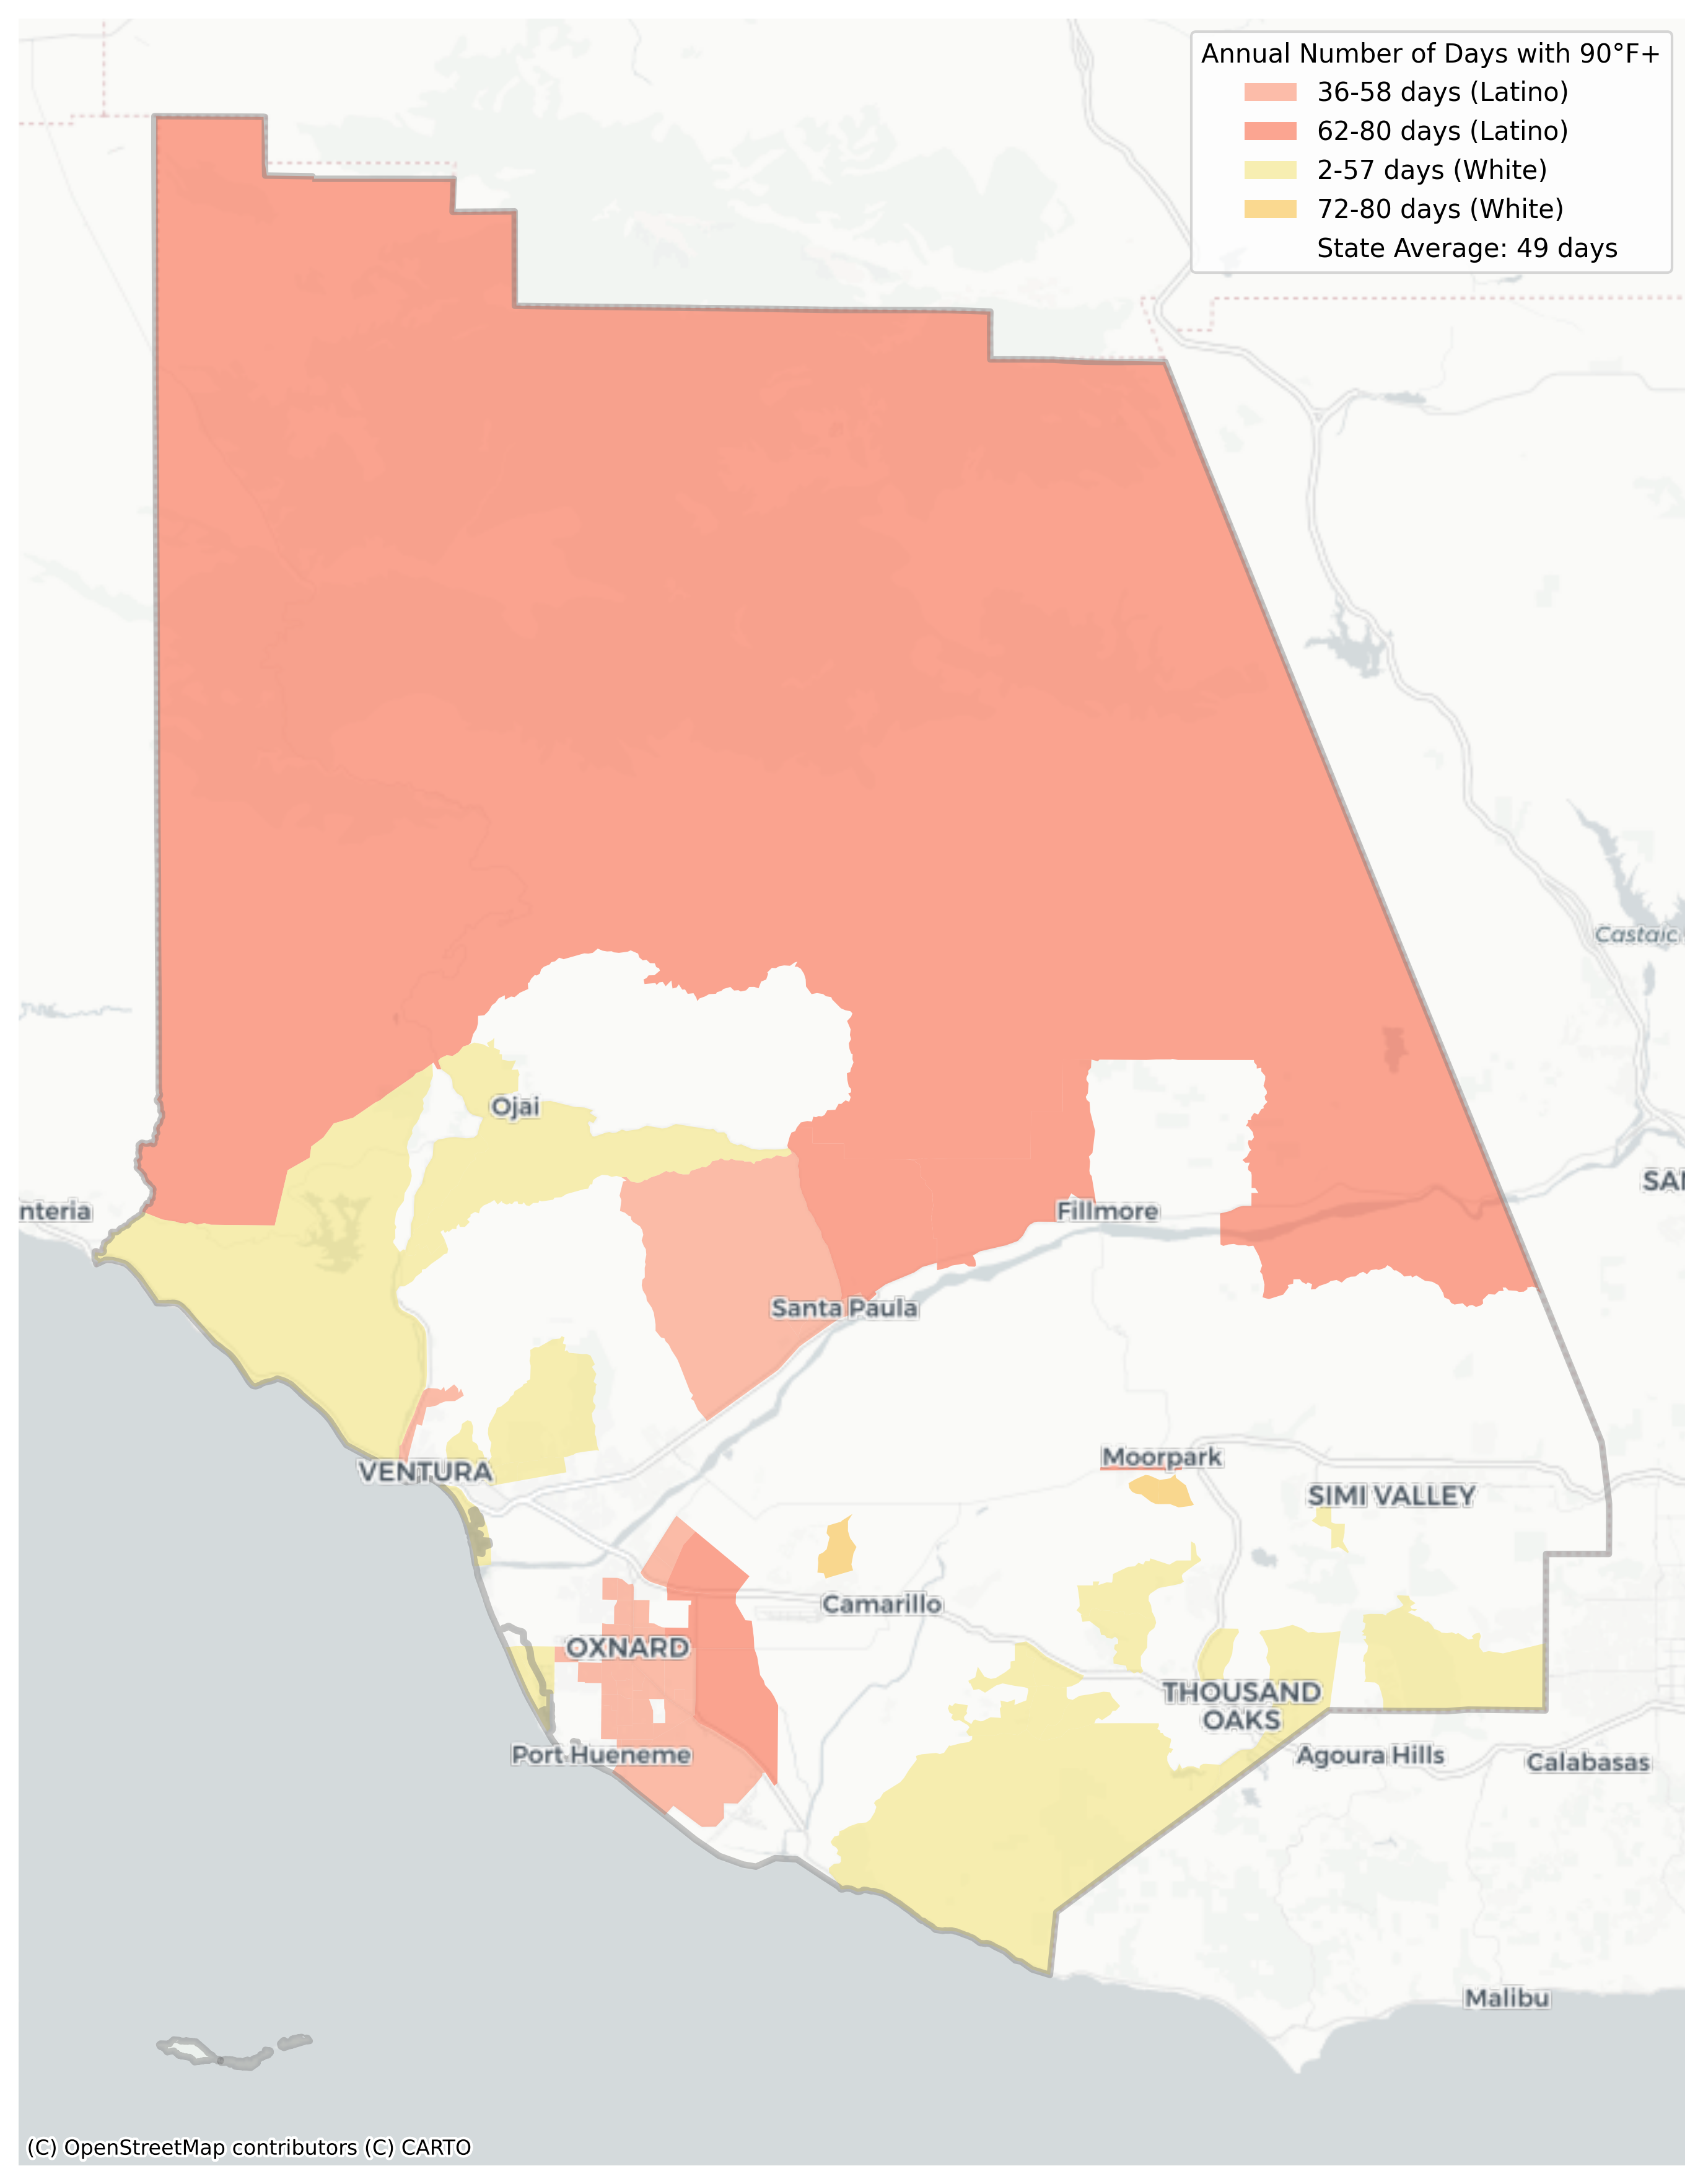 Annual Number of Days with 90°F+
36-58 days (Latino)
62-80 days (Latino)
2-57 days (White)
72-80 days (White)
State Average: 49 days
Castaic
SAN
nteria
Ojai
Fillmore
Santa Paula
VENTURA
Moorpark
SIMI VALLEY
Camarillo
OXNARD
THOUSAND
OAKS
Port Hueneme
Agoura Hills
Calabasas
Malibu
(C) OpenStreetMap contributors (C) CARTO